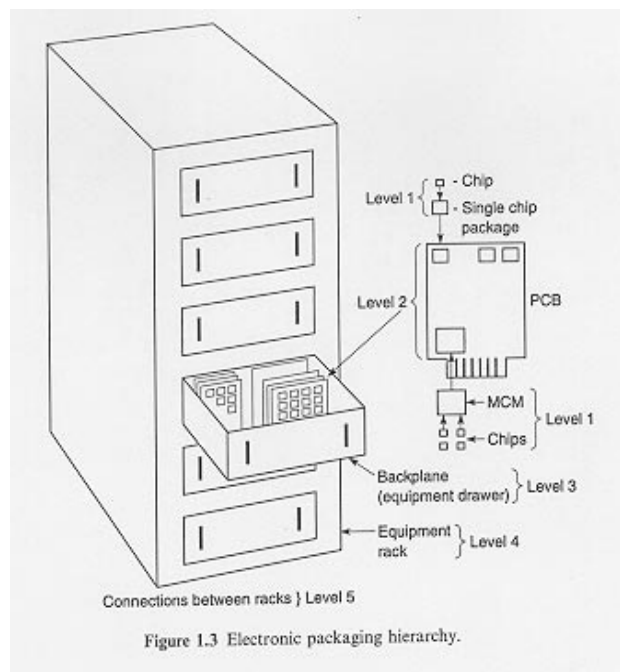 - Chip
Level 1
- Single chip
package
Level 2
PCB
MCM
Level 1
Chips
Backplane
(equipment drawer)
Level 3
Equipment
rack
Level 4
Connections between racks } Level 5
Figure 1.3 Electronic packaging hierarchy.